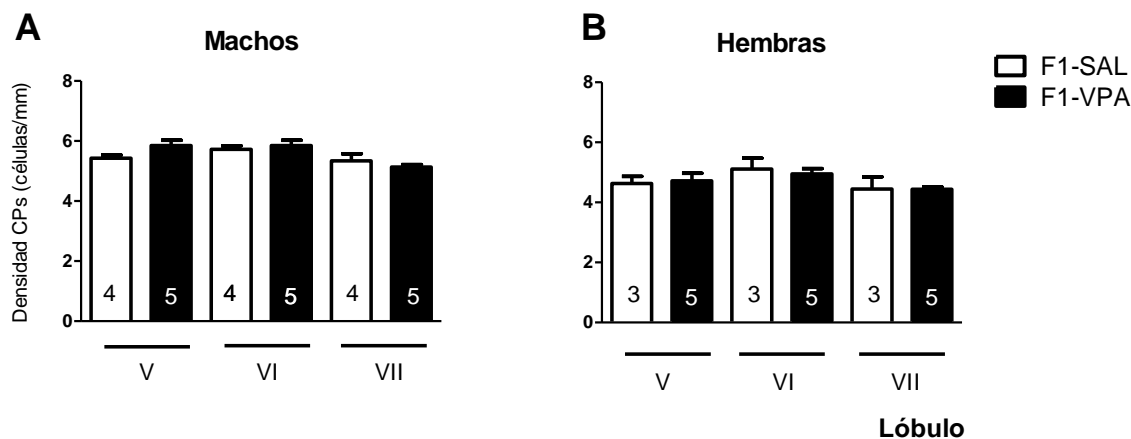 A
Machos
Densidad CPs (células/mm)
8
6
4
2
0
4 5 4 5 4 5
V VI VII
B
Hembras
8
6
4
2
0
3 5 3 5 3 5
V VI VII
Lóbulo
F1-SAL
F1-VPA